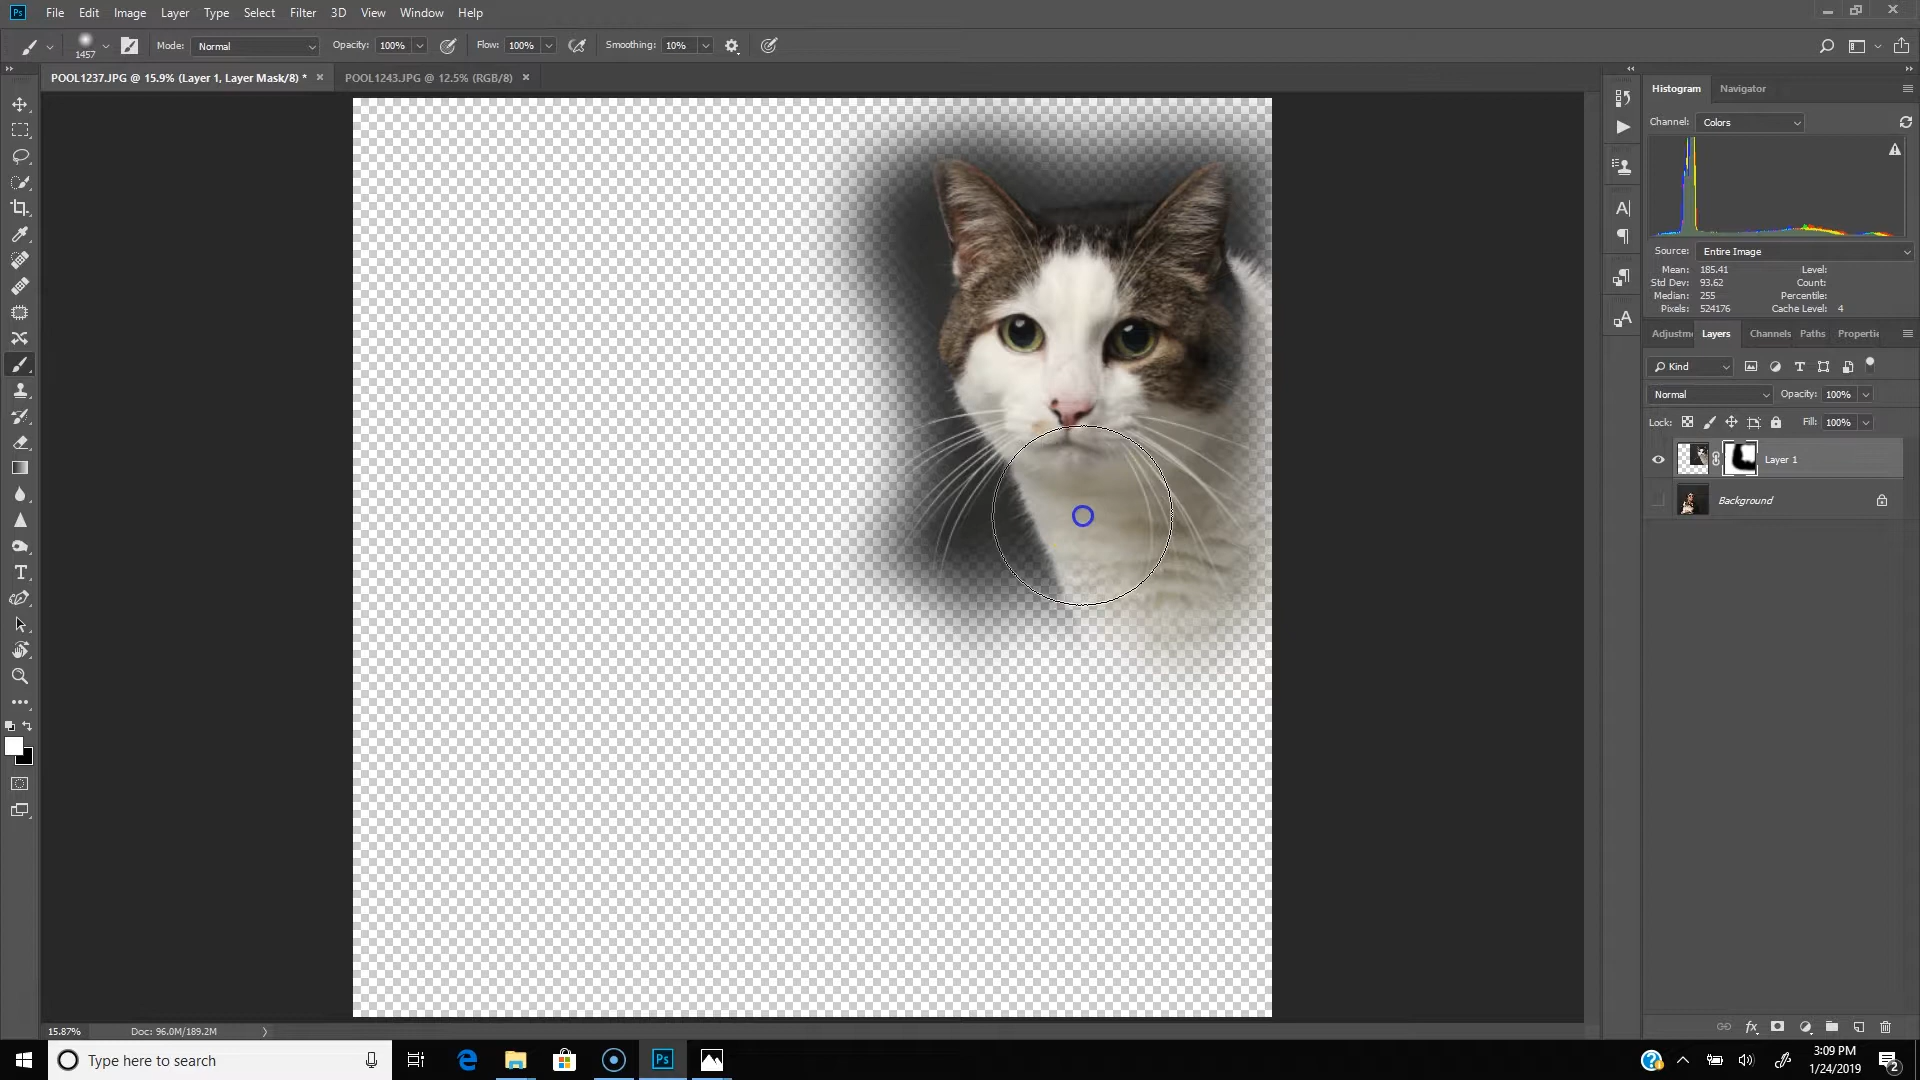 Ps File Edit Image Layer Type Select Filter 3D View Window Help
1457 Mode: Normal Opacity: 100% Flow: 100% Smoothing: 10%
POOL1237.JPG @ 15.9% (Layer 1, Layer Mask/8) * × POOL1243.JPG @ 12.5% (RGB/8) ×
Histogram Navigator
Channel: Colors
Source: Entire Image
Mean: 185.41 Level:
Std Dev: 93.62 Count:
Median: 255 Percentile:
Pixels: 524176 Cache Level: 4
Adjustm Layers Channels Paths Properti
Kind
Normal Opacity: 100%
Lock: Fill: 100%
Layer 1
Background
15.87% Doc: 96.0M/189.2M
Type here to search
Ps
3:09 PM
1/24/2019
2